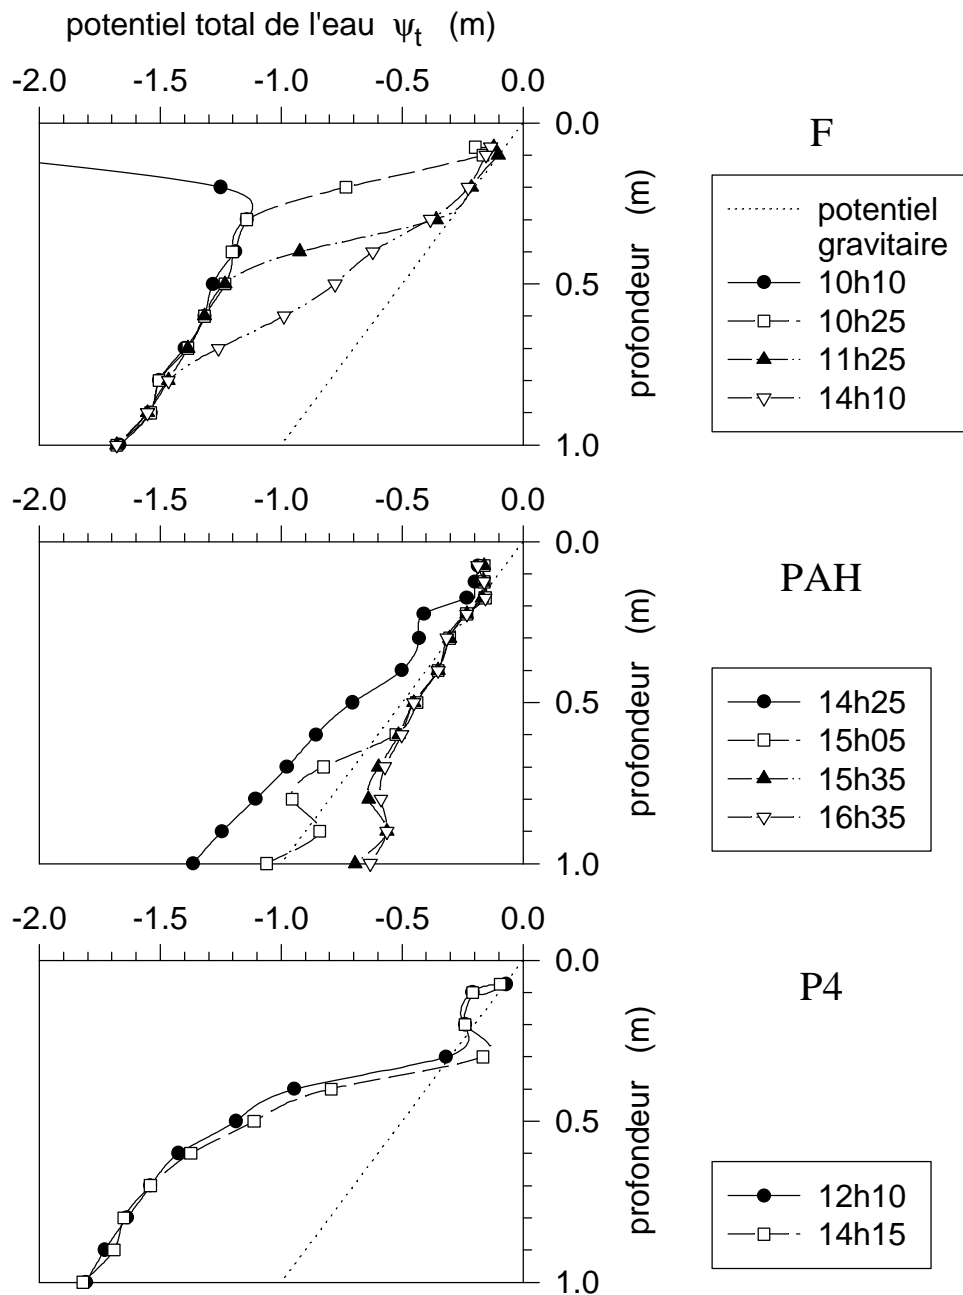 potentiel total de l'eau ψt (m)
-2.0 -1.5 -1.0 -0.5 0.0
0.0
0.5
1.0
profondeur (m)
F
potentiel
gravitaire
10h10
10h25
11h25
14h10
-2.0 -1.5 -1.0 -0.5 0.0
0.0
0.5
1.0
profondeur (m)
PAH
14h25
15h05
15h35
16h35
-2.0 -1.5 -1.0 -0.5 0.0
0.0
0.5
1.0
profondeur (m)
P4
12h10
14h15